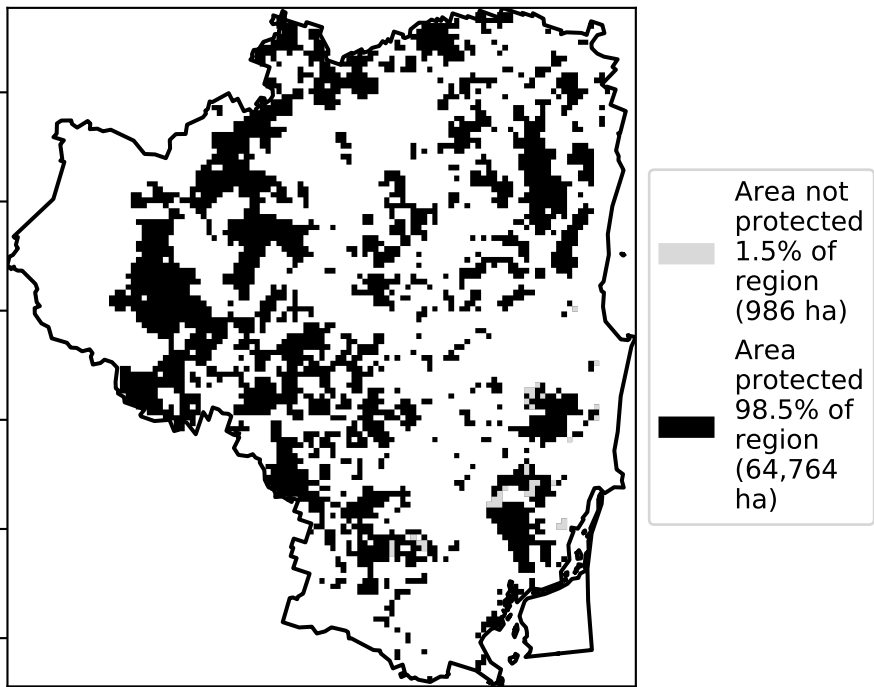 Area not
protected
1.5% of
region
(986 ha)
Area
protected
98.5% of
region
(64,764
ha)